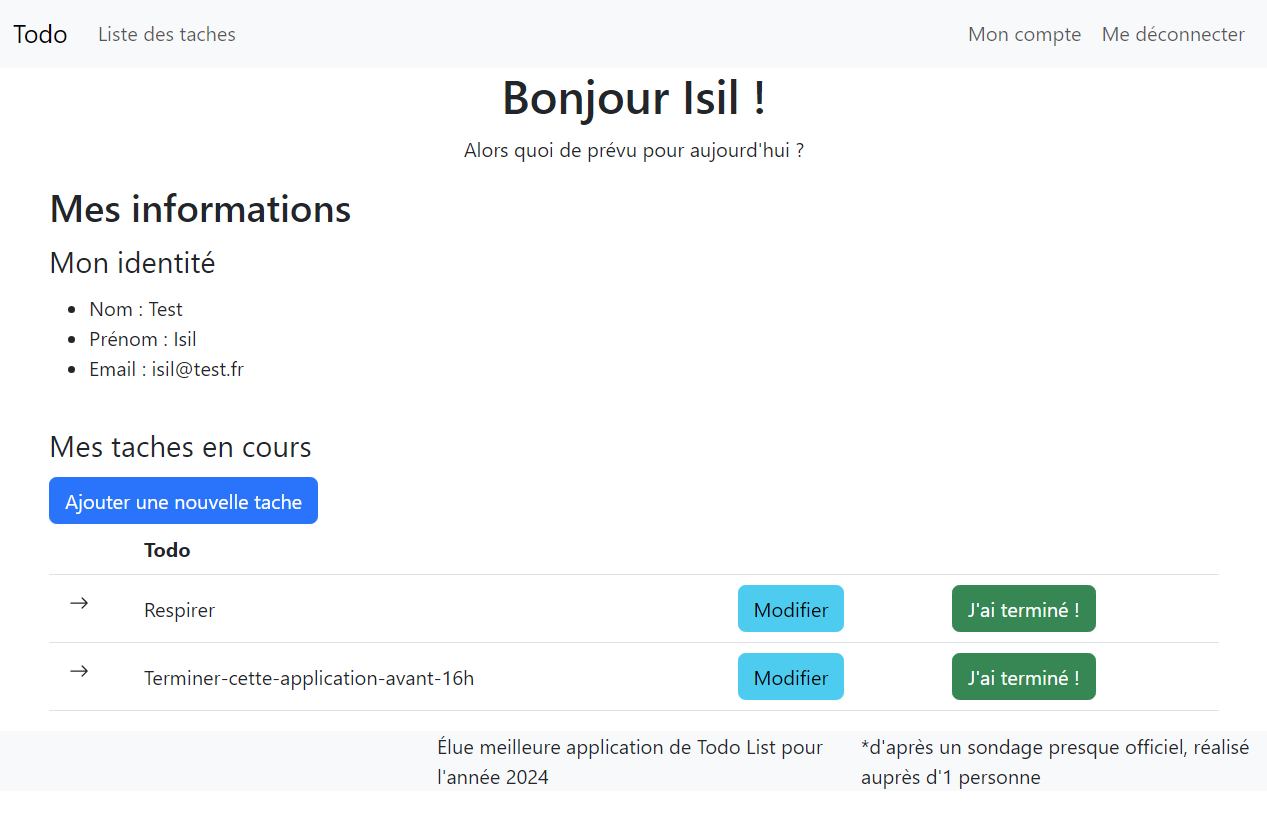 Todo Liste des taches Mon compte Me déconnecter
Bonjour Isil !
Alors quoi de prévu pour aujourd'hui ?
Mes informations
Mon identité
Nom : Test
Prénom : Isil
Email : isil@test.fr
Mes taches en cours
Ajouter une nouvelle tache
Todo
Respirer Modifier J'ai terminé !
Terminer-cette-application-avant-16h Modifier J'ai terminé !
Élue meilleure application de Todo List pour
l'année 2024
*d'après un sondage presque officiel, réalisé
auprès d'1 personne